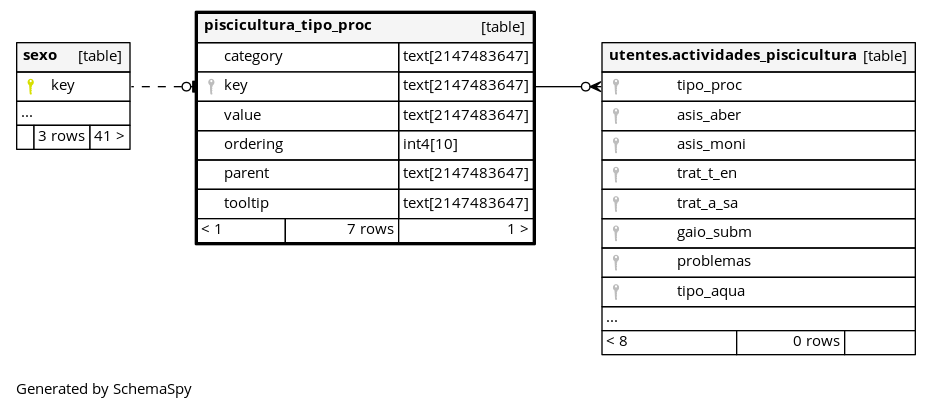 sexo [table]
key
...
3 rows 41 >
piscicultura_tipo_proc [table]
category text[2147483647]
key text[2147483647]
value text[2147483647]
ordering int4[10]
parent text[2147483647]
tooltip text[2147483647]
< 1 7 rows 1 >
utentes.actividades_piscicultura [table]
tipo_proc
asis_aber
asis_moni
trat_t_en
trat_a_sa
gaio_subm
problemas
tipo_aqua
...
< 8 0 rows
Generated by SchemaSpy